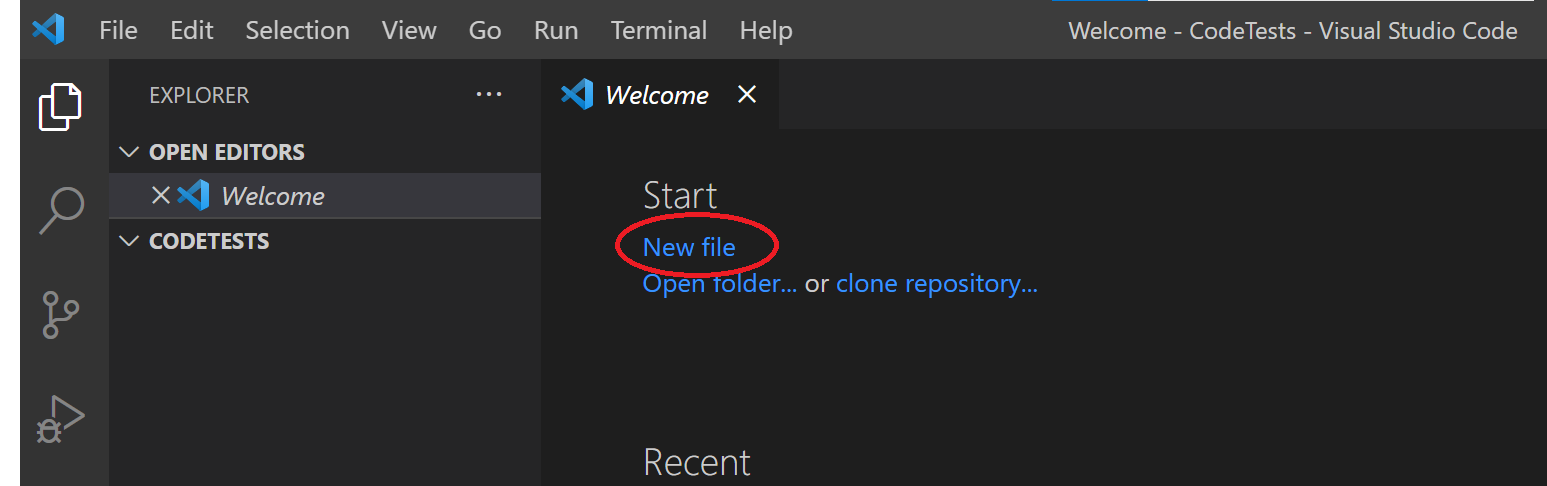 File Edit Selection View Go Run Terminal Help Welcome - CodeTests - Visual Studio Code
EXPLORER ...
OPEN EDITORS
Welcome
CODETESTS
Welcome
Start
New file
Open folder... or clone repository...
Recent